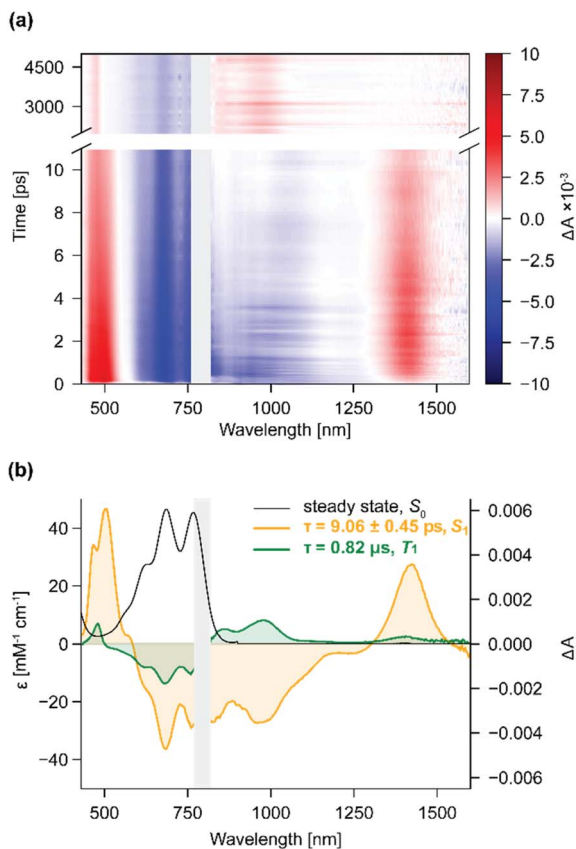 (a)
4500
3000
10
8
6
4
2
0
Time [ps]
500 750 1000 1250 1500
Wavelength [nm]
10
7.5
5.0
2.5
0.0
−2.5
−5.0
−7.5
−10
ΔA ×10⁻³
(b)
steady state, S₀
τ = 9.06 ± 0.45 ps, S₁
τ = 0.82 µs, T₁
40
20
0
−20
−40
ε [mM⁻¹ cm⁻¹]
0.006
0.004
0.002
0.000
−0.002
−0.004
−0.006
ΔA
500 750 1000 1250 1500
Wavelength [nm]